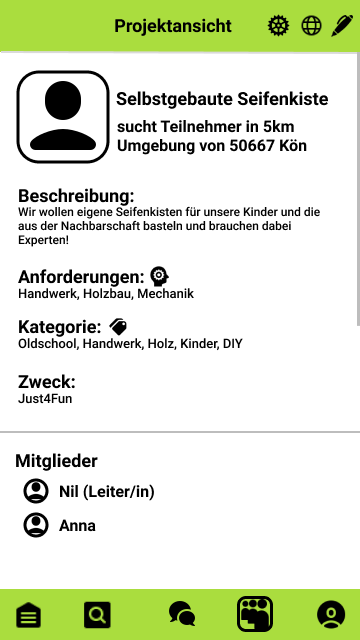 Projektansicht
Selbstgebaute Seifenkiste
sucht Teilnehmer in 5km
Umgebung von 50667 Kön
Beschreibung:
Wir wollen eigene Seifenkisten für unsere Kinder und die
aus der Nachbarschaft basteln und brauchen dabei
Experten!
Anforderungen:
Handwerk, Holzbau, Mechanik
Kategorie:
Oldschool, Handwerk, Holz, Kinder, DIY
Zweck:
Just4Fun
Mitglieder
Nil (Leiter/in)
Anna